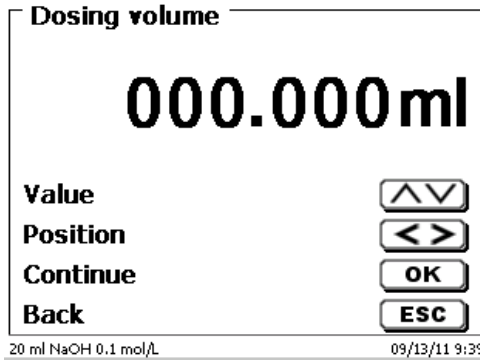 Dosing volume
000.000 ml
Value
Position
Continue OK
Back ESC
20 ml NaOH 0.1 mol/L 09/13/11 9:39